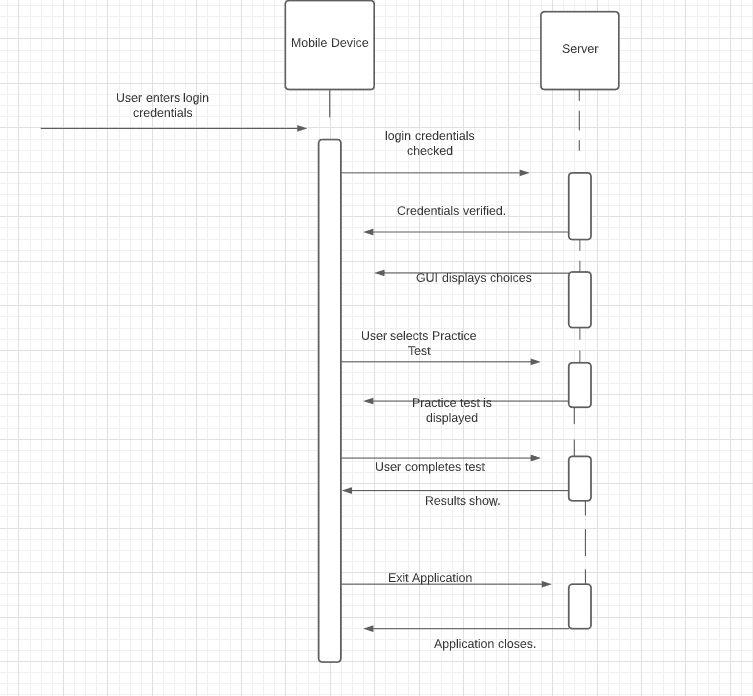 Mobile Device
Server
User enters login
credentials
login credentials
checked
Credentials verified.
GUI displays choices
User selects Practice
Test
Practice test is
displayed
User completes test
Results show.
Exit Application
Application closes.